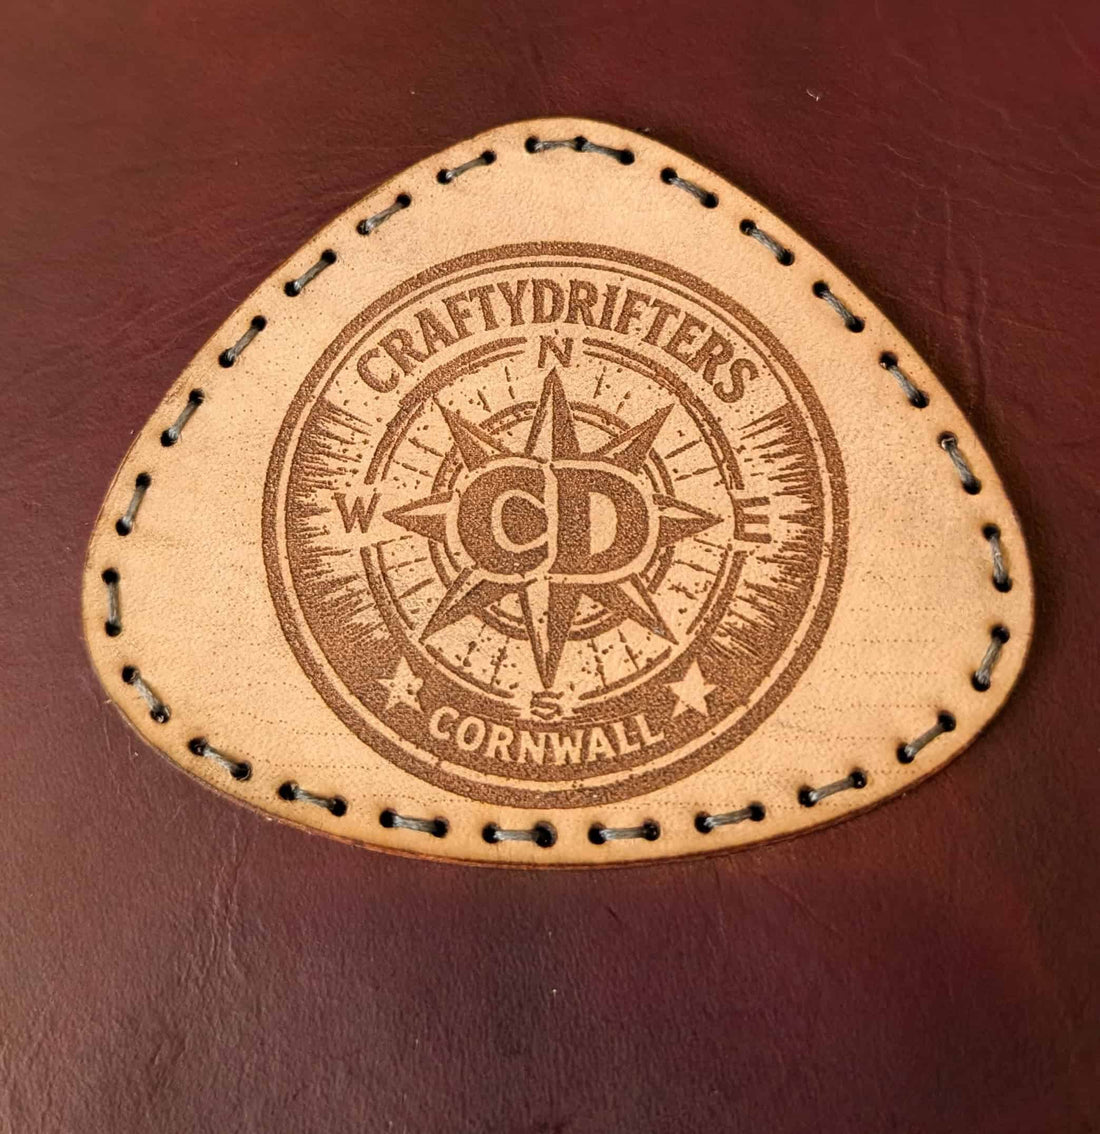 CRAFTYDRIFTERS
N
W CD E
S
CORNWALL